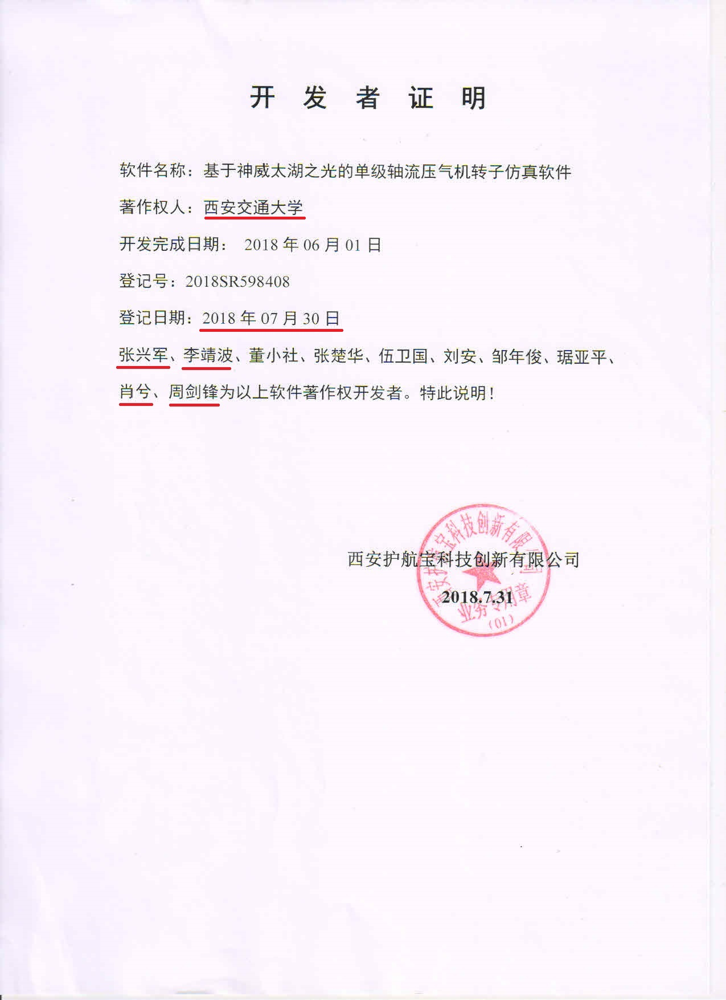 开 发 者 证 明
软件名称：基于神威太湖之光的单级轴流压气机转子仿真软件
著作权人：西安交通大学
开发完成日期： 2018 年 06 月 01 日
登记号：2018SR598408
登记日期：2018 年 07 月 30 日
张兴军、李靖波、董小社、张楚华、伍卫国、刘安、邹年俊、琚亚平、
肖兮、周剑锋为以上软件著作权开发者。特此说明！
西安护航宝科技创新有限公司
2018.7.31
西安护航宝科技创新有限公司
业务专用章
（01）